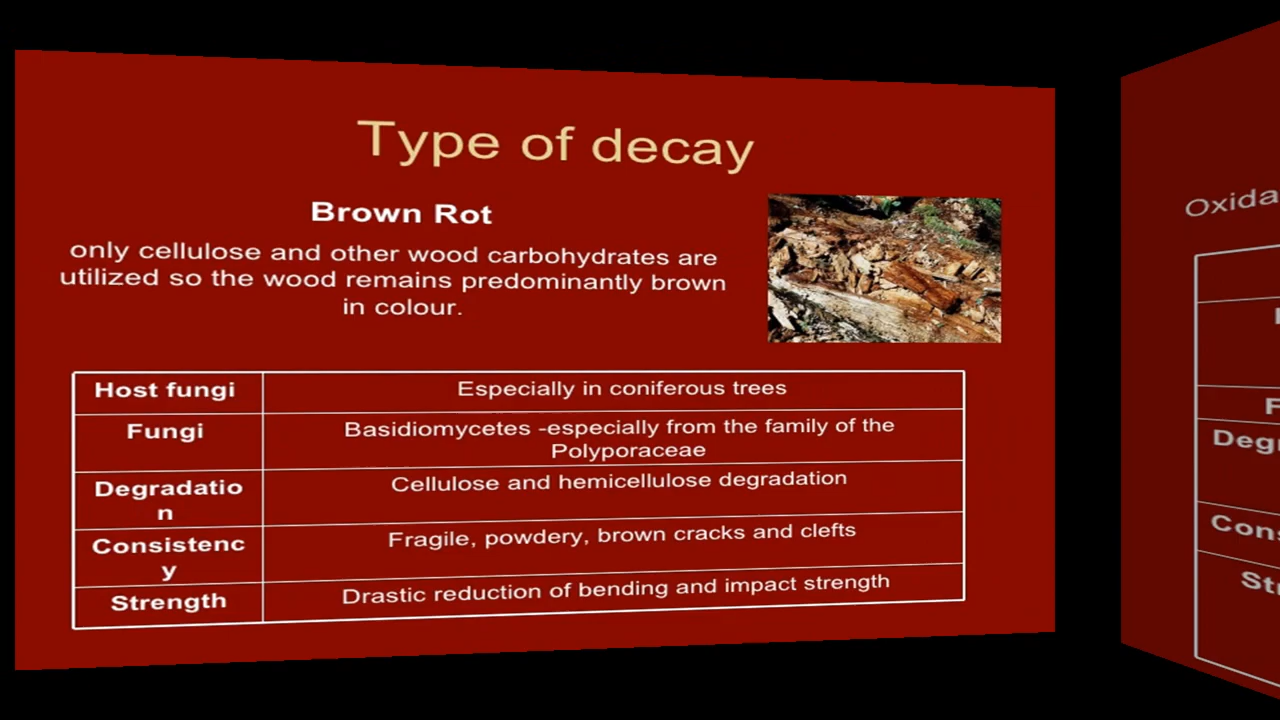 Type of decay
Brown Rot
only cellulose and other wood carbohydrates are
utilized so the wood remains predominantly brown
in colour.
Host fungi
Especially in coniferous trees
Fungi
Basidiomycetes -especially from the family of the
Polyporaceae
Degradatio
n
Cellulose and hemicellulose degradation
Consistenc
y
Fragile, powdery, brown cracks and clefts
Strength
Drastic reduction of bending and impact strength
Oxida
F
Degr
Cons
Str